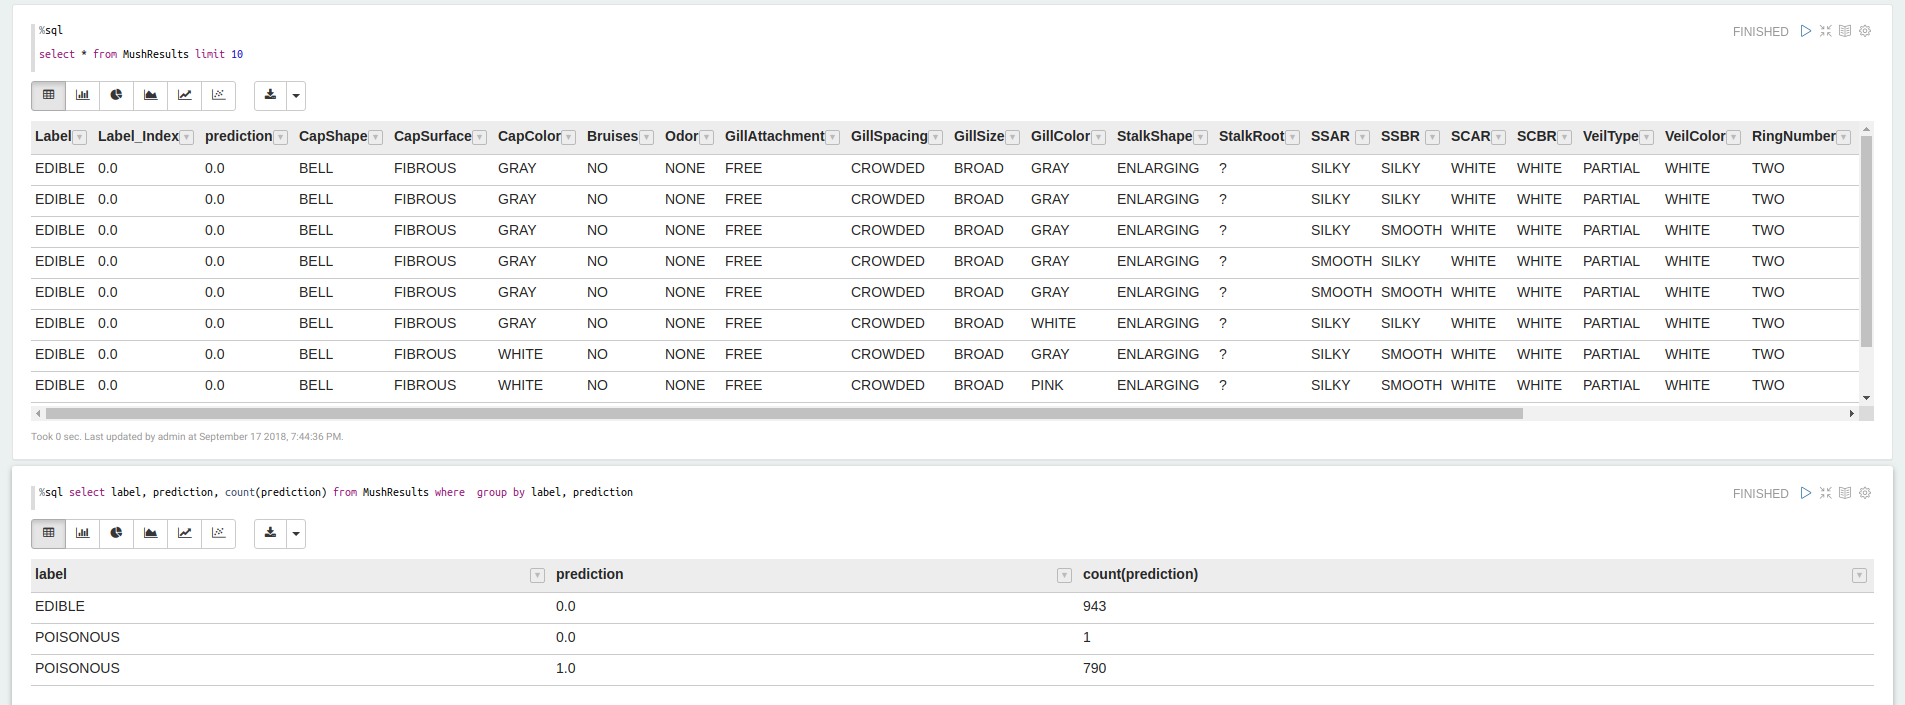 %sql
FINISHED
select * from MushResults limit 10
Label Label_Index prediction CapShape CapSurface CapColor Bruises Odor GillAttachment GillSpacing GillSize GillColor StalkShape StalkRoot SSAR SSBR SCAR SCBR VeilType VeilColor RingNumber
EDIBLE 0.0 0.0 BELL FIBROUS GRAY NO NONE FREE CROWDED BROAD GRAY ENLARGING ? SILKY SILKY WHITE WHITE PARTIAL WHITE TWO
EDIBLE 0.0 0.0 BELL FIBROUS GRAY NO NONE FREE CROWDED BROAD GRAY ENLARGING ? SILKY SILKY WHITE WHITE PARTIAL WHITE TWO
EDIBLE 0.0 0.0 BELL FIBROUS GRAY NO NONE FREE CROWDED BROAD GRAY ENLARGING ? SILKY SMOOTH WHITE WHITE PARTIAL WHITE TWO
EDIBLE 0.0 0.0 BELL FIBROUS GRAY NO NONE FREE CROWDED BROAD GRAY ENLARGING ? SMOOTH SILKY WHITE WHITE PARTIAL WHITE TWO
EDIBLE 0.0 0.0 BELL FIBROUS GRAY NO NONE FREE CROWDED BROAD GRAY ENLARGING ? SMOOTH SMOOTH WHITE WHITE PARTIAL WHITE TWO
EDIBLE 0.0 0.0 BELL FIBROUS GRAY NO NONE FREE CROWDED BROAD WHITE ENLARGING ? SILKY SILKY WHITE WHITE PARTIAL WHITE TWO
EDIBLE 0.0 0.0 BELL FIBROUS WHITE NO NONE FREE CROWDED BROAD GRAY ENLARGING ? SILKY SMOOTH WHITE WHITE PARTIAL WHITE TWO
EDIBLE 0.0 0.0 BELL FIBROUS WHITE NO NONE FREE CROWDED BROAD PINK ENLARGING ? SILKY SMOOTH WHITE WHITE PARTIAL WHITE TWO
Took 0 sec. Last updated by admin at September 17 2018, 7:44:36 PM.
%sql select label, prediction, count(prediction) from MushResults where  group by label, prediction
FINISHED
label prediction count(prediction)
EDIBLE 0.0 943
POISONOUS 0.0 1
POISONOUS 1.0 790